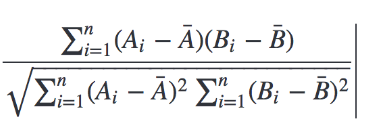 ∑ⁿᵢ₌₁(Aᵢ − Ā)(Bᵢ − B̄)
√∑ⁿᵢ₌₁(Aᵢ − Ā)² ∑ⁿᵢ₌₁(Bᵢ − B̄)² |